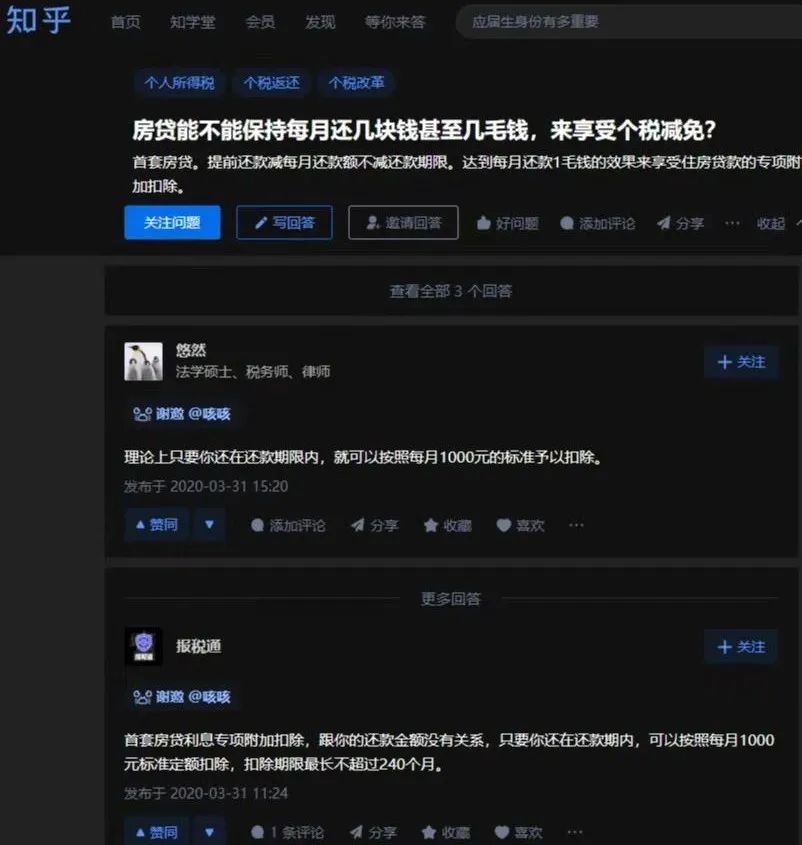 知乎 首页 知学堂 会员 发现 等你来答 应届生身份有多重要
个人所得税 个税返还 个税改革
房贷能不能保持每月还几块钱甚至几毛钱，来享受个税减免？
首套房贷。提前还款减每月还款额不减还款期限。达到每月还款1毛钱的效果来享受住房贷款的专项附
加扣除。
关注问题 写回答 邀请回答 好问题 添加评论 分享 ··· 收起
查看全部 3 个回答
悠然
法学硕士、税务师、律师
+ 关注
谢邀 @咳咳
理论上只要你还在还款期限内，就可以按照每月1000元的标准予以扣除。
发布于 2020-03-31 15:20
赞同 添加评论 分享 收藏 喜欢 ···
更多回答
报税通
+ 关注
谢邀 @咳咳
首套房贷利息专项附加扣除，跟你的还款金额没有关系，只要你还在还款期内，可以按照每月1000
元标准定额扣除，扣除期限最长不超过240个月。
发布于 2020-03-31 11:24
赞同 1 条评论 分享 收藏 喜欢 ···